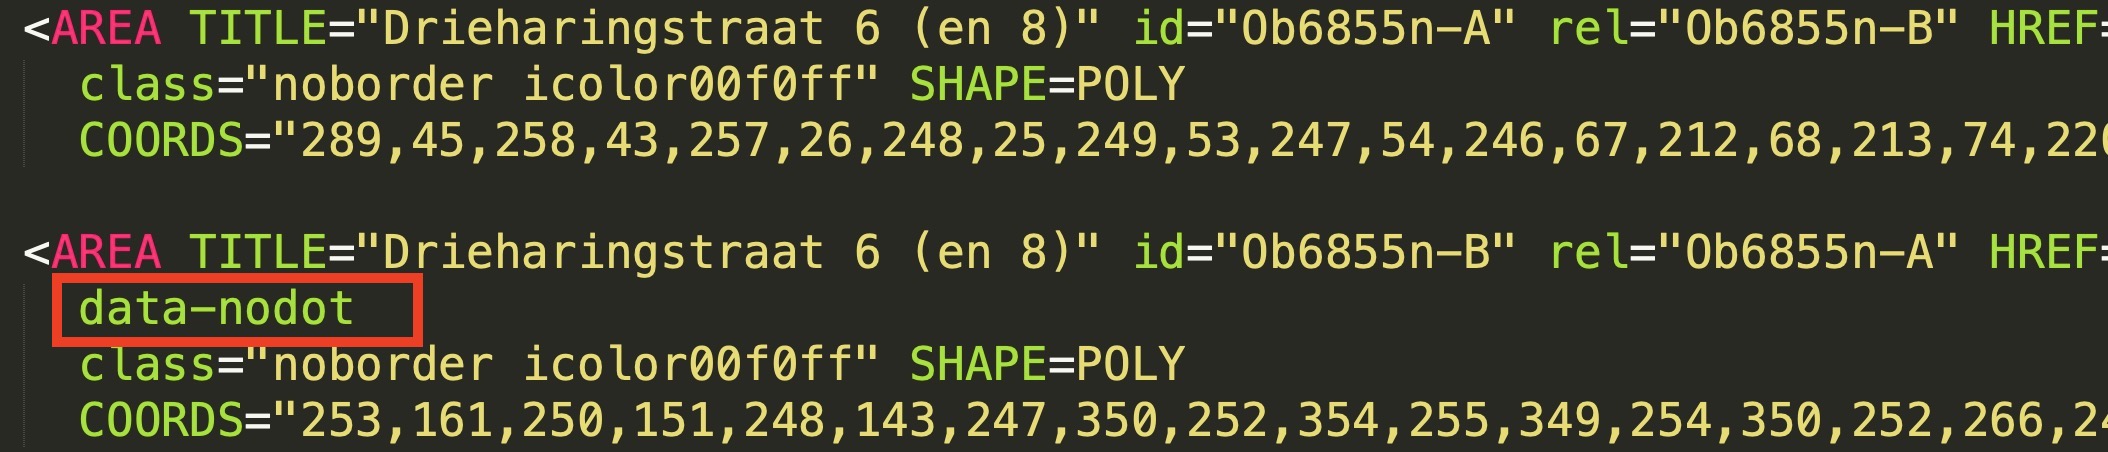 <AREA TITLE="Drieharingstraat 6 (en 8)" id="Ob6855n-A" rel="Ob6855n-B" HREF=
class="noborder icolor00f0ff" SHAPE=POLY
COORDS="289,45,258,43,257,26,248,25,249,53,247,54,246,67,212,68,213,74,226
<AREA TITLE="Drieharingstraat 6 (en 8)" id="Ob6855n-B" rel="Ob6855n-A" HREF=
data-nodot
class="noborder icolor00f0ff" SHAPE=POLY
COORDS="253,161,250,151,248,143,247,350,252,354,255,349,254,350,252,266,24